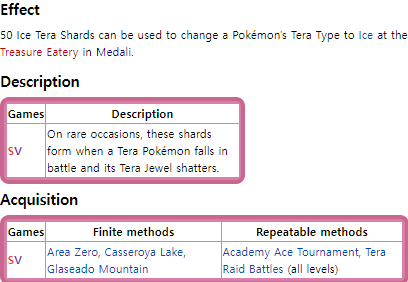 Effect
50 Ice Tera Shards can be used to change a Pokémon's Tera Type to Ice at the
Treasure Eatery in Medali.
Description
Games Description
SV On rare occasions, these shards
form when a Tera Pokémon falls in
battle and its Tera Jewel shatters.
Acquisition
Games Finite methods Repeatable methods
SV Area Zero, Casseroya Lake, Academy Ace Tournament, Tera
Glaseado Mountain Raid Battles (all levels)